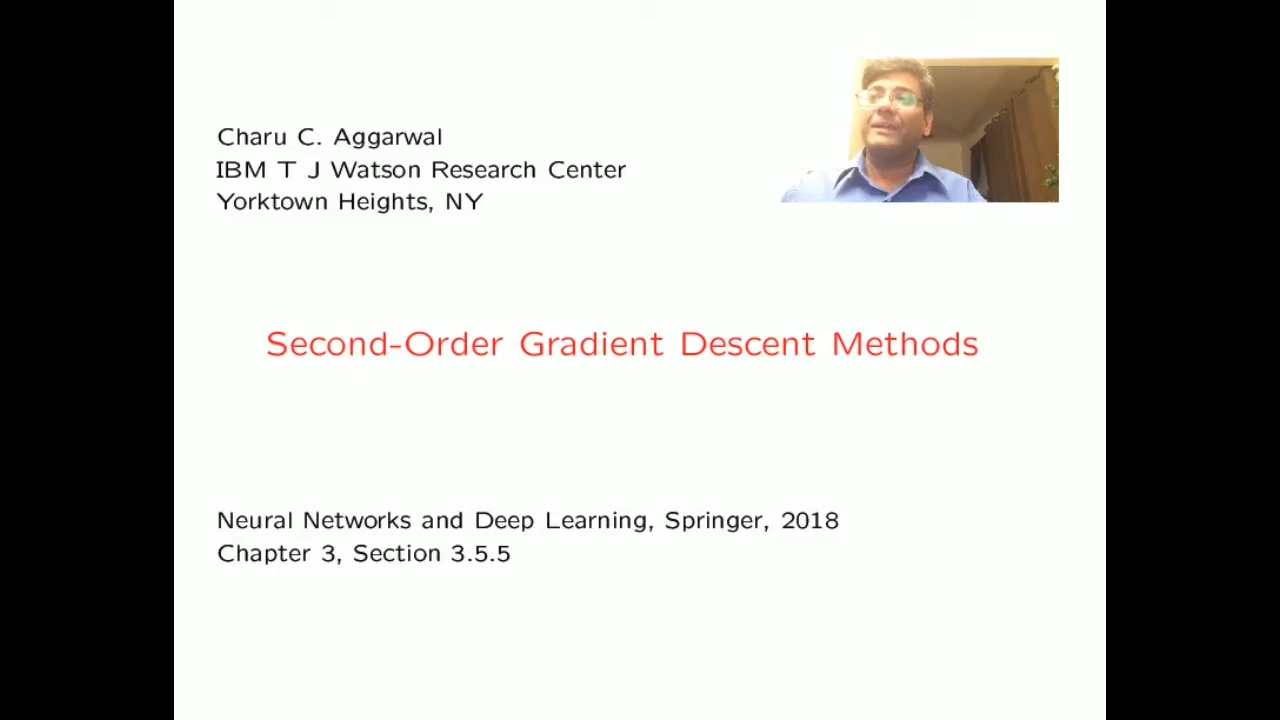 Charu C. Aggarwal
IBM T J Watson Research Center
Yorktown Heights, NY
Second-Order Gradient Descent Methods
Neural Networks and Deep Learning, Springer, 2018
Chapter 3, Section 3.5.5